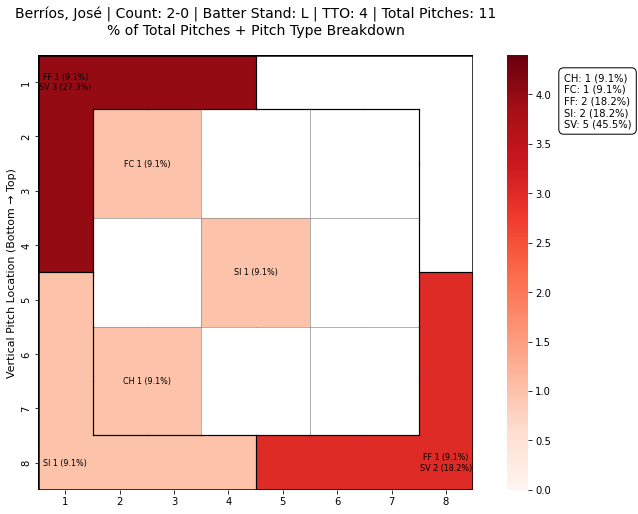 Berríos, José | Count: 2-0 | Batter Stand: L | TTO: 4 | Total Pitches: 11
% of Total Pitches + Pitch Type Breakdown
FF 1 (9.1%)
SV 3 (27.3%)
FC 1 (9.1%)
SI 1 (9.1%)
CH 1 (9.1%)
SI 1 (9.1%)
FF 1 (9.1%)
SV 2 (18.2%)
Vertical Pitch Location (Bottom → Top)
1
2
3
4
5
6
7
8
1 2 3 4 5 6 7 8
4.0
3.5
3.0
2.5
2.0
1.5
1.0
0.5
0.0
CH: 1 (9.1%)
FC: 1 (9.1%)
FF: 2 (18.2%)
SI: 2 (18.2%)
SV: 5 (45.5%)